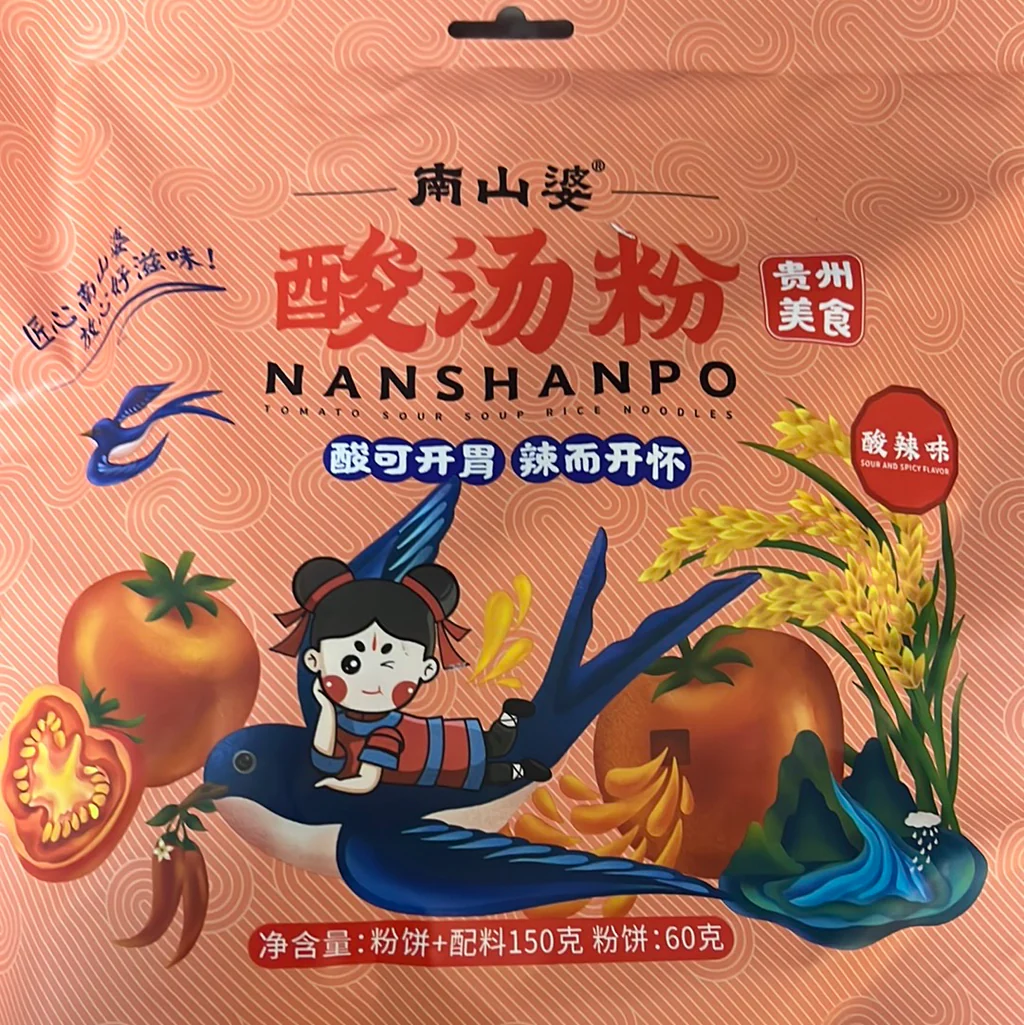 南山婆®
酸汤粉
贵州
美食
匠心南山婆
放心好滋味！
NANSHANPO
TOMATO SOUR SOUP RICE NOODLES
酸可开胃 辣而开怀
酸辣味
SOUR AND SPICY FLAVOR
净含量：粉饼+配料150克 粉饼：60克